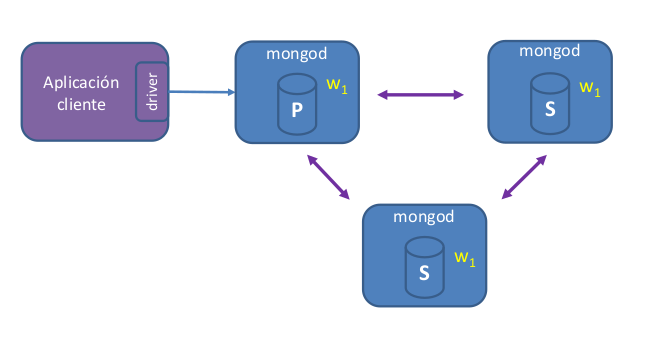 Aplicación
cliente
driver
mongod
w1
P
mongod
w1
S
mongod
w1
S